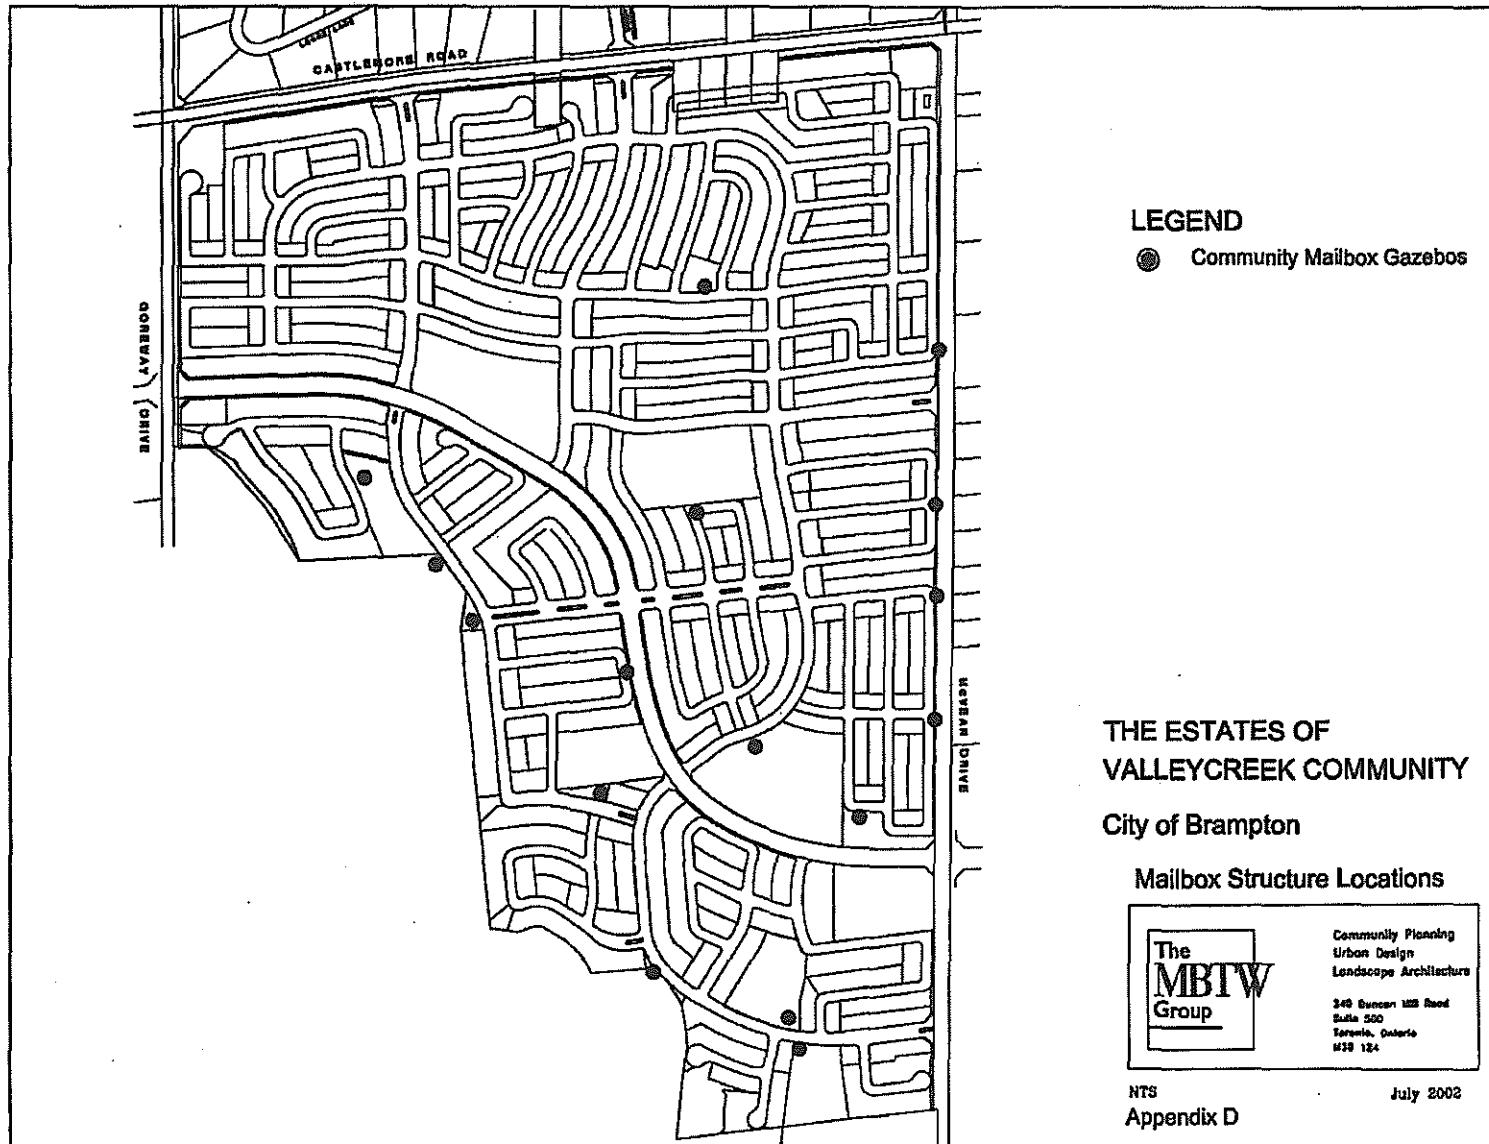 CASTLEMORE ROAD
GOREWAY DRIVE
McVEAN DRIVE
LEGEND
Community Mailbox Gazebos
THE ESTATES OF
VALLEYCREEK COMMUNITY
City of Brampton
Mailbox Structure Locations
The
MBTW
Group
Community Planning
Urban Design
Landscape Architecture
Suite 500
Toronto, Ontario
NTS
July 2002
Appendix D